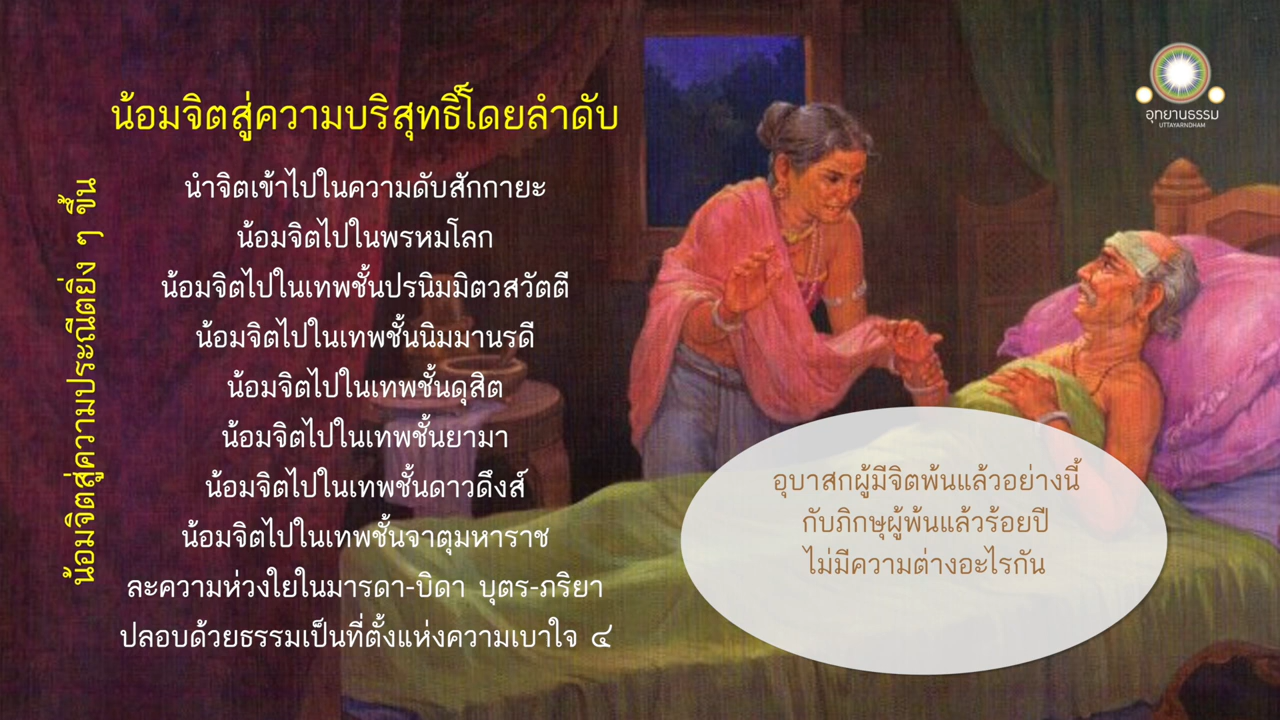 น้อมจิตสู่ความบริสุทธิ์โดยลำดับ
น้อมจิตสู่ความประณีตยิ่ง ๆ ขึ้น
นำจิตเข้าไปในความดับสักกายะ
น้อมจิตไปในพรหมโลก
น้อมจิตไปในเทพชั้นปรนิมมิตวสวัตตี
น้อมจิตไปในเทพชั้นนิมมานรดี
น้อมจิตไปในเทพชั้นดุสิต
น้อมจิตไปในเทพชั้นยามา
น้อมจิตไปในเทพชั้นดาวดึงส์
น้อมจิตไปในเทพชั้นจาตุมหาราช
ละความห่วงใยในมารดา-บิดา บุตร-ภริยา
ปลอบด้วยธรรมเป็นที่ตั้งแห่งความเบาใจ ๔
อุบาสกผู้มีจิตพ้นแล้วอย่างนี้
กับภิกษุผู้พ้นแล้วร้อยปี
ไม่มีความต่างอะไรกัน
อุทยานธรรม
UTTAYARNDHAM